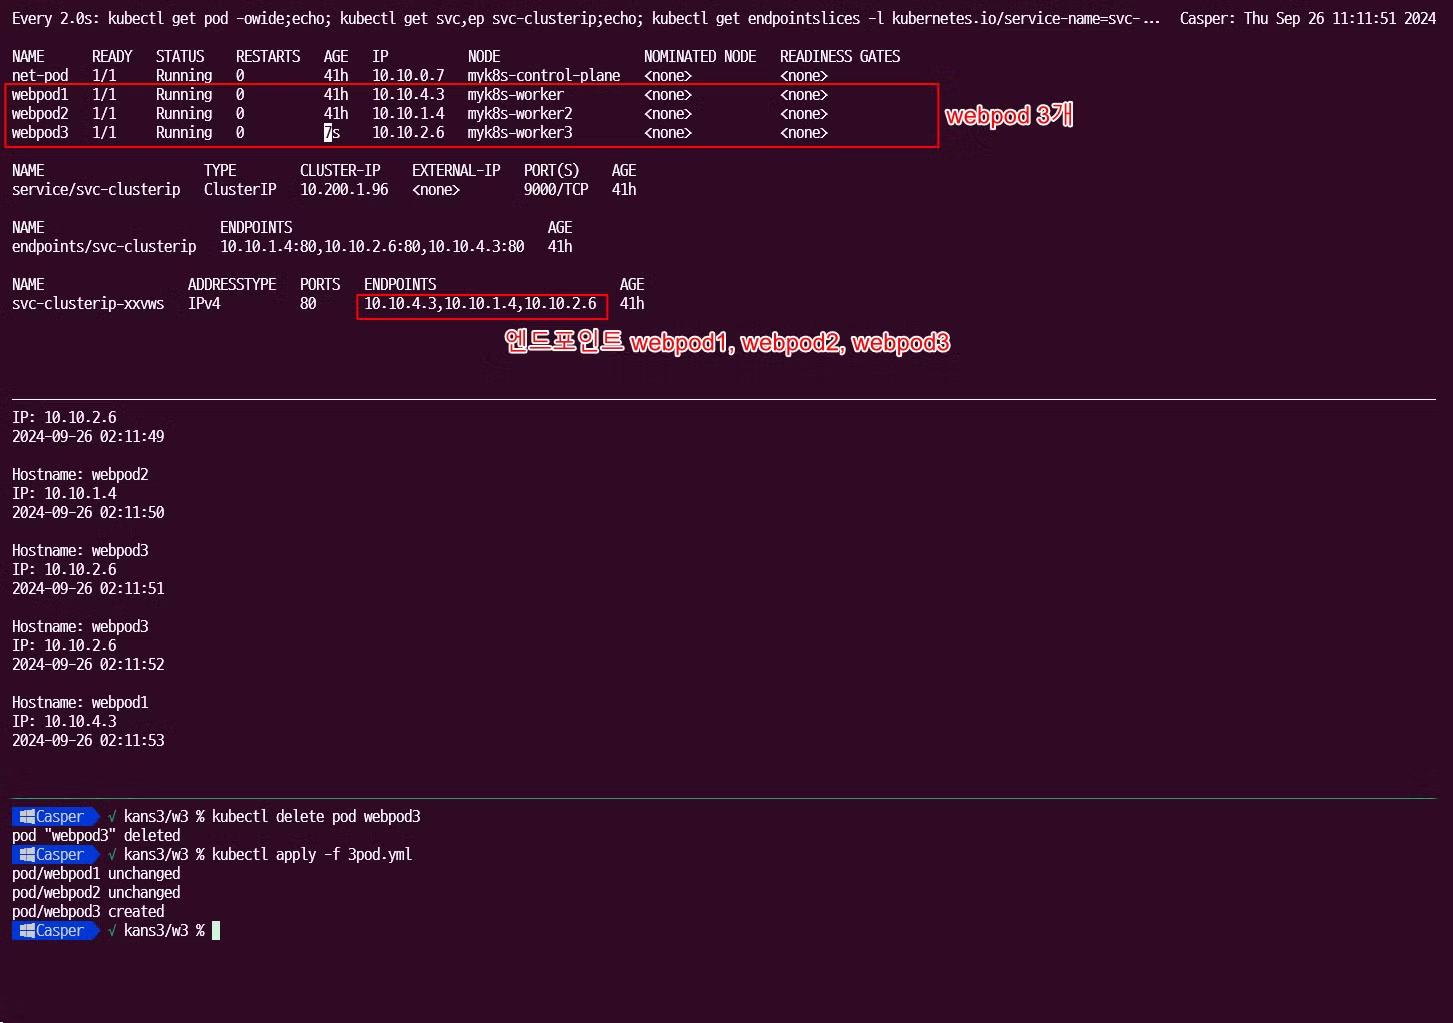 Every 2.0s: kubectl get pod -owide;echo; kubectl get svc,ep svc-clusterip;echo; kubectl get endpointslices -l kubernetes.io/service-name=svc-... Casper: Thu Sep 26 11:11:51 2024
NAME READY STATUS RESTARTS AGE IP NODE NOMINATED NODE READINESS GATES
net-pod 1/1 Running 0 41h 10.10.0.7 myk8s-control-plane <none> <none>
webpod1 1/1 Running 0 41h 10.10.4.3 myk8s-worker <none> <none>
webpod2 1/1 Running 0 41h 10.10.1.4 myk8s-worker2 <none> <none>
webpod3 1/1 Running 0 7s 10.10.2.6 myk8s-worker3 <none> <none>
webpod 3개
NAME TYPE CLUSTER-IP EXTERNAL-IP PORT(S) AGE
service/svc-clusterip ClusterIP 10.200.1.96 <none> 9000/TCP 41h
NAME ENDPOINTS AGE
endpoints/svc-clusterip 10.10.1.4:80,10.10.2.6:80,10.10.4.3:80 41h
NAME ADDRESSTYPE PORTS ENDPOINTS AGE
svc-clusterip-xxvws IPv4 80 10.10.4.3,10.10.1.4,10.10.2.6 41h
엔드포인트 webpod1, webpod2, webpod3
IP: 10.10.2.6
2024-09-26 02:11:49
Hostname: webpod2
IP: 10.10.1.4
2024-09-26 02:11:50
Hostname: webpod3
IP: 10.10.2.6
2024-09-26 02:11:51
Hostname: webpod3
IP: 10.10.2.6
2024-09-26 02:11:52
Hostname: webpod1
IP: 10.10.4.3
2024-09-26 02:11:53
Casper √ kans3/w3 % kubectl delete pod webpod3
pod "webpod3" deleted
Casper √ kans3/w3 % kubectl apply -f 3pod.yml
pod/webpod1 unchanged
pod/webpod2 unchanged
pod/webpod3 created
Casper √ kans3/w3 %